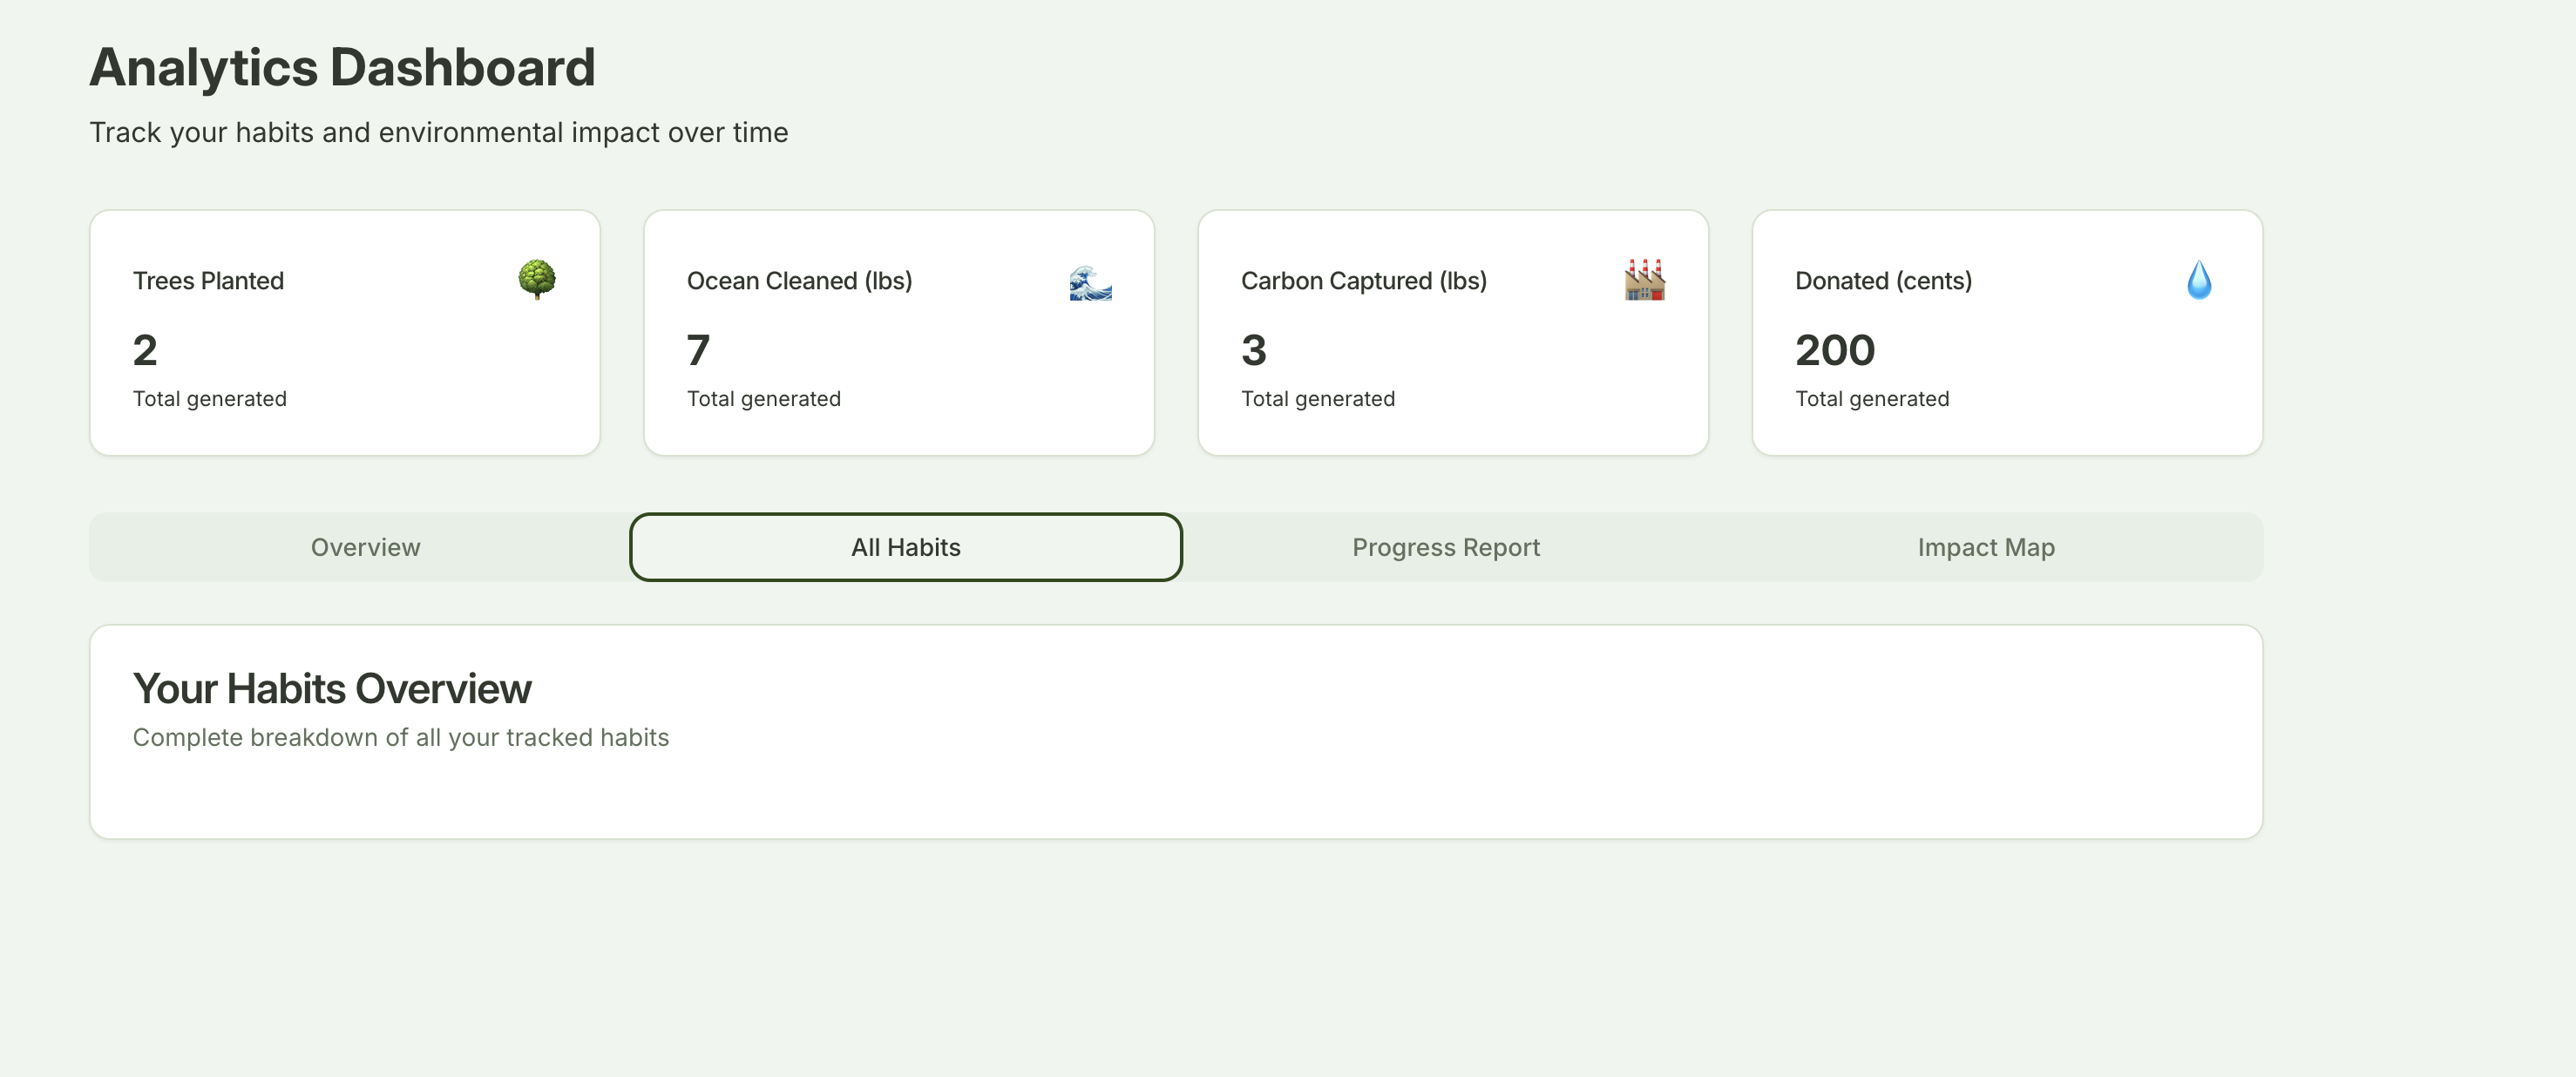 Analytics Dashboard
Track your habits and environmental impact over time
Trees Planted
2
Total generated
Ocean Cleaned (lbs)
7
Total generated
Carbon Captured (lbs)
3
Total generated
Donated (cents)
200
Total generated
Overview
All Habits
Progress Report
Impact Map
Your Habits Overview
Complete breakdown of all your tracked habits